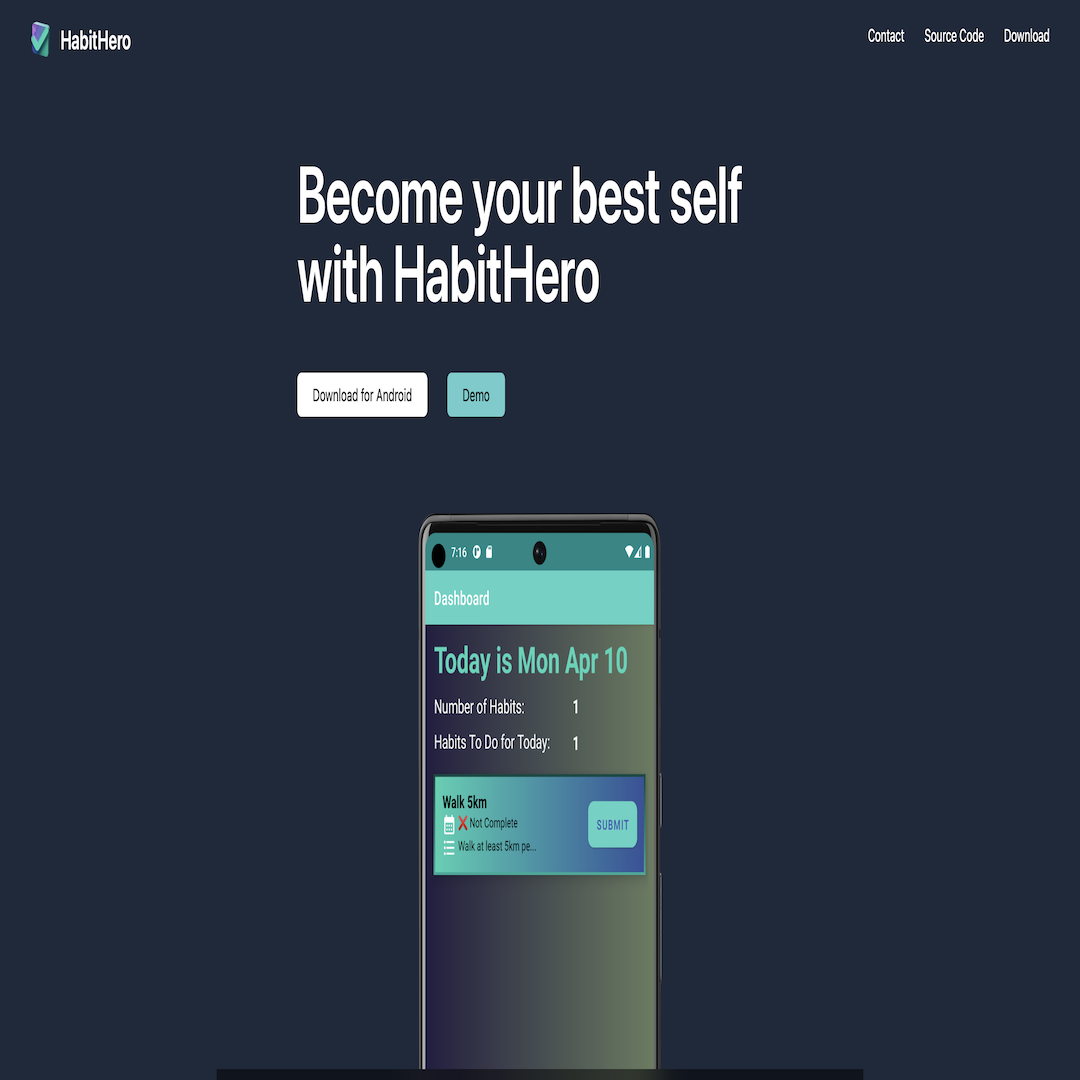 HabitHero
Contact Source Code Download
Become your best self
with HabitHero
Download for Android
Demo
7:16
Dashboard
Today is Mon Apr 10
Number of Habits: 1
Habits To Do for Today: 1
Walk 5km
❌ Not Complete
Walk at least 5km pe...
SUBMIT